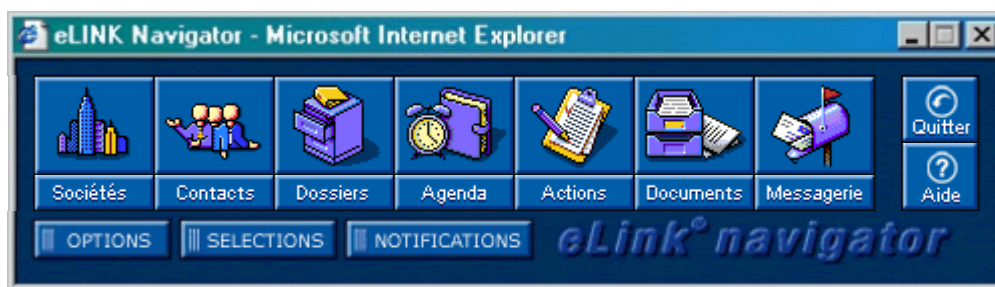 eLINK Navigator - Microsoft Internet Explorer
Quitter
Sociétés Contacts Dossiers Agenda Actions Documents Messagerie Aide
OPTIONS SELECTIONS NOTIFICATIONS eLink° navigator